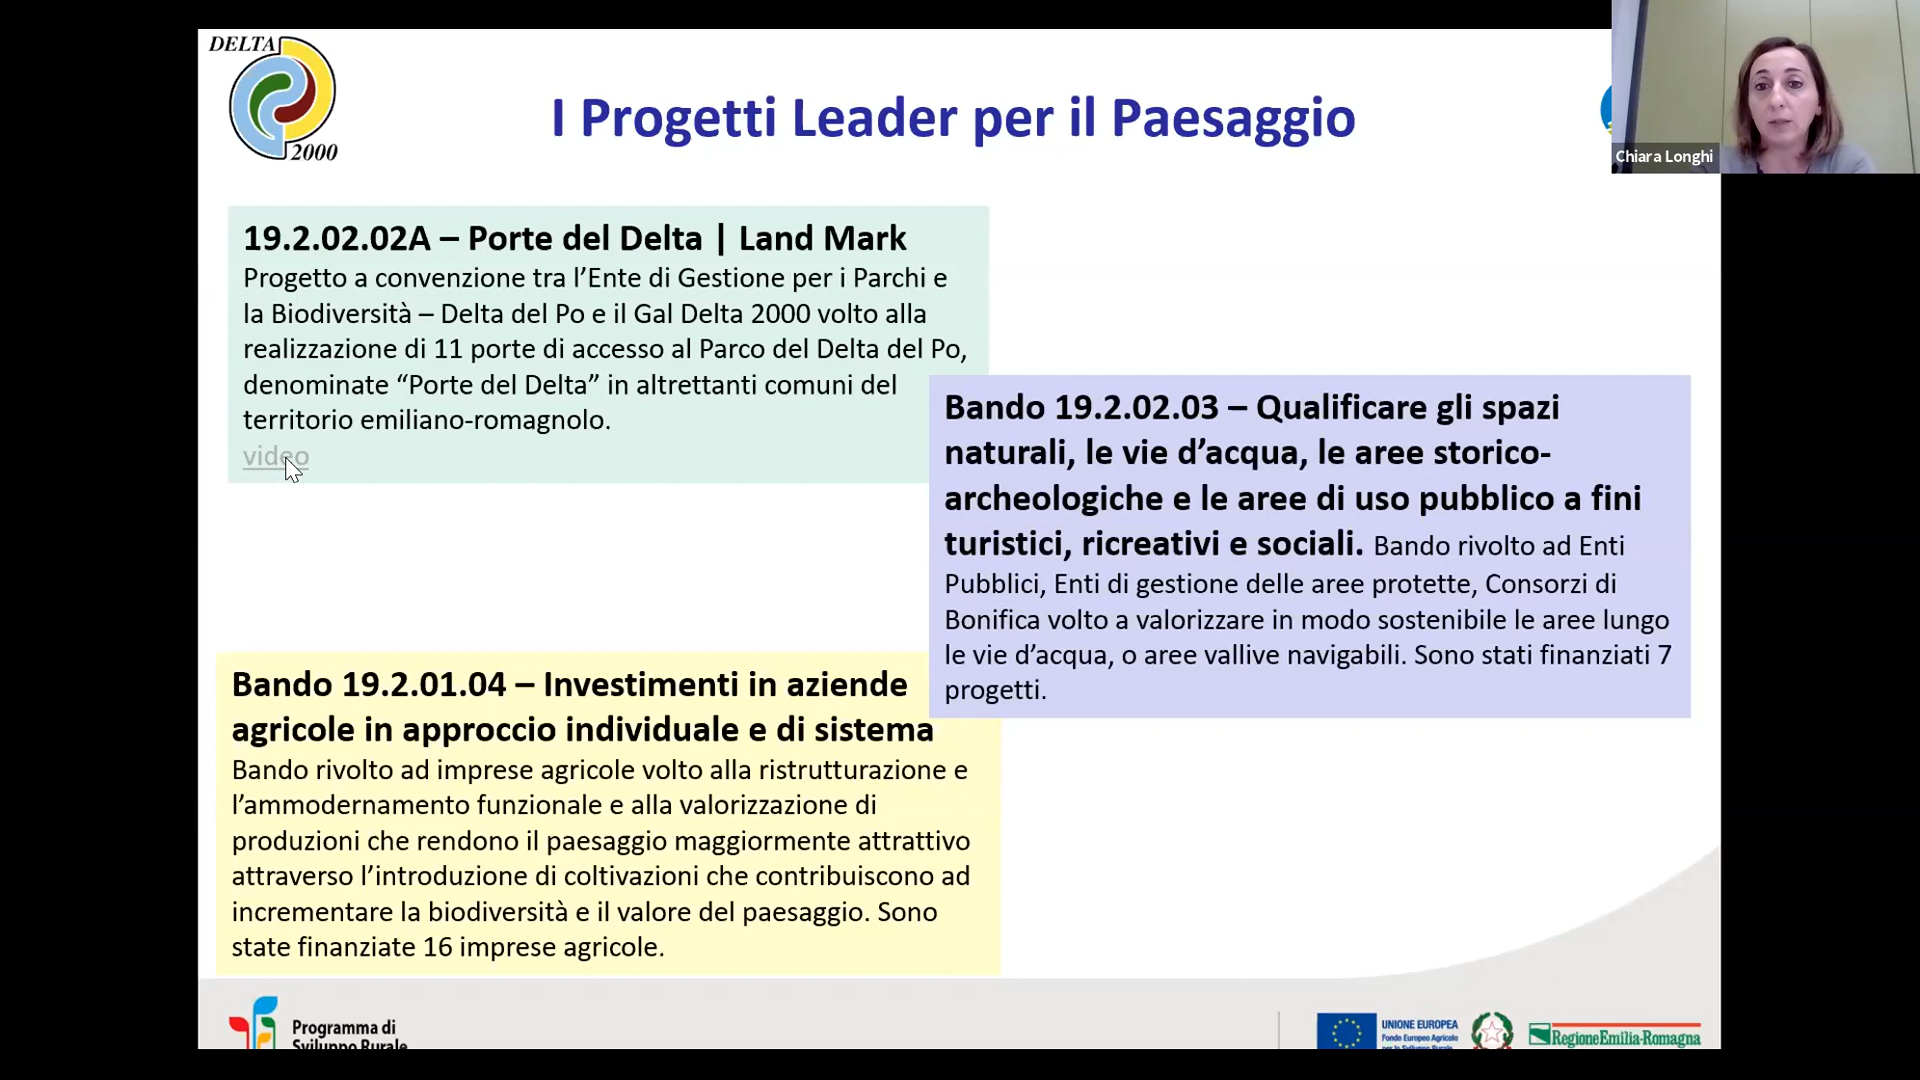 DELTA
2000
I Progetti Leader per il Paesaggio
Chiara Longhi
19.2.02.02A – Porte del Delta | Land Mark
Progetto a convenzione tra l’Ente di Gestione per i Parchi e
la Biodiversità – Delta del Po e il Gal Delta 2000 volto alla
realizzazione di 11 porte di accesso al Parco del Delta del Po,
denominate “Porte del Delta” in altrettanti comuni del
territorio emiliano-romagnolo.
video
Bando 19.2.02.03 – Qualificare gli spazi
naturali, le vie d’acqua, le aree storico-
archeologiche e le aree di uso pubblico a fini
turistici, ricreativi e sociali. Bando rivolto ad Enti
Pubblici, Enti di gestione delle aree protette, Consorzi di
Bonifica volto a valorizzare in modo sostenibile le aree lungo
le vie d’acqua, o aree vallive navigabili. Sono stati finanziati 7
progetti.
Bando 19.2.01.04 – Investimenti in aziende
agricole in approccio individuale e di sistema
Bando rivolto ad imprese agricole volto alla ristrutturazione e
l’ammodernamento funzionale e alla valorizzazione di
produzioni che rendono il paesaggio maggiormente attrattivo
attraverso l’introduzione di coltivazioni che contribuiscono ad
incrementare la biodiversità e il valore del paesaggio. Sono
state finanziate 16 imprese agricole.
Programma di
Sviluppo Rurale
UNIONE EUROPEA
Fondo Europeo Agricolo
per lo Sviluppo Rurale
RegioneEmilia-Romagna